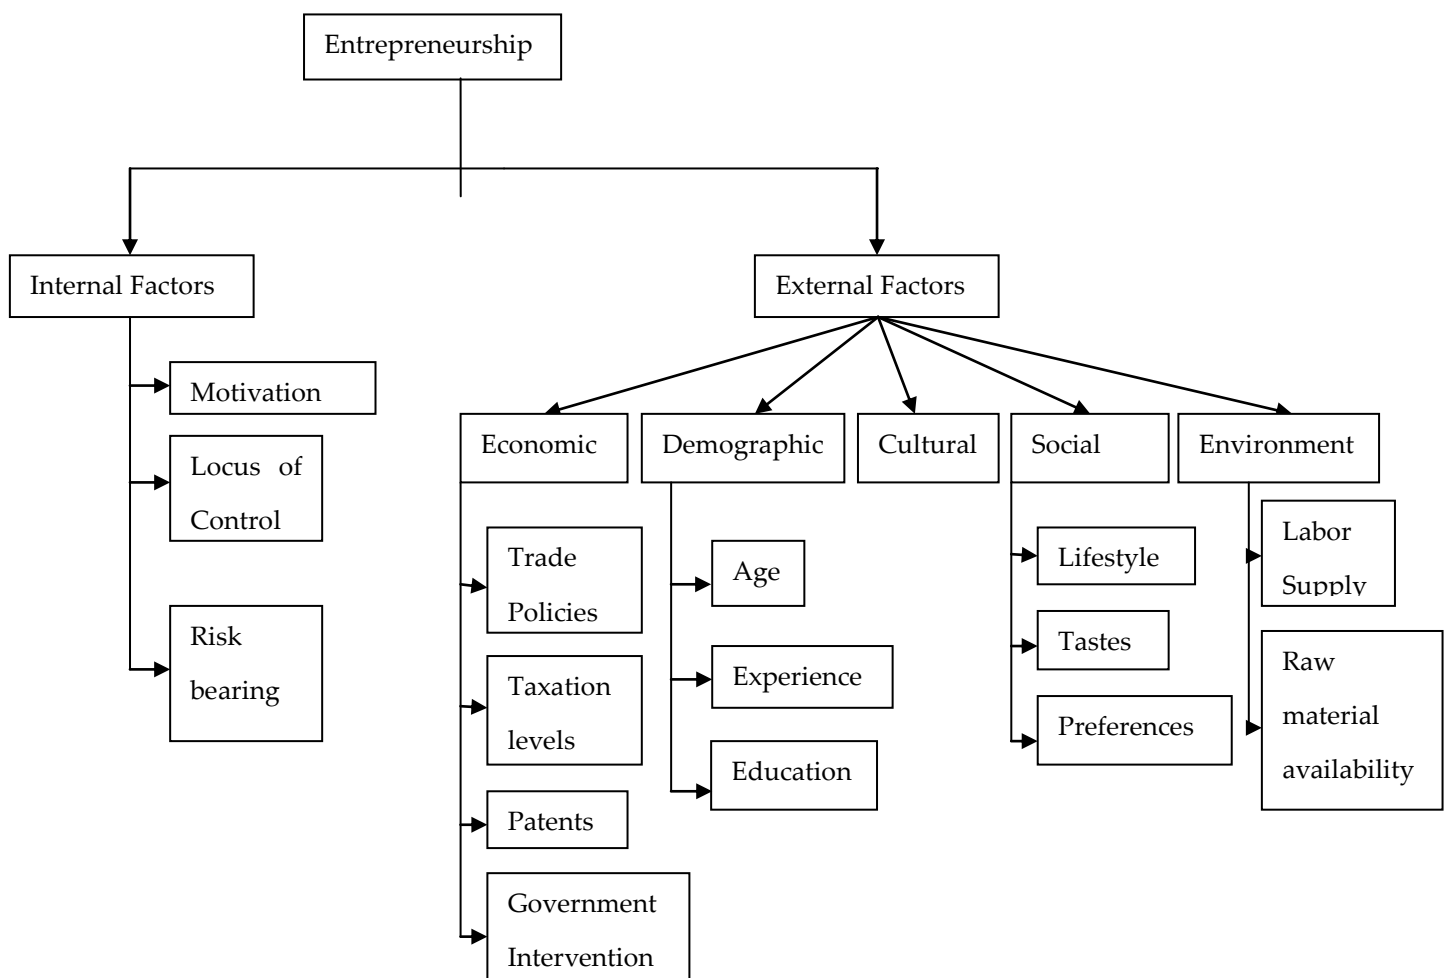 Entrepreneurship
Internal Factors
External Factors
Motivation
Locus of
Control
Risk
bearing
Economic
Demographic
Cultural
Social
Environment
Trade
Policies
Taxation
levels
Patents
Government
Intervention
Age
Experience
Education
Lifestyle
Tastes
Preferences
Labor
Supply
Raw
material
availability